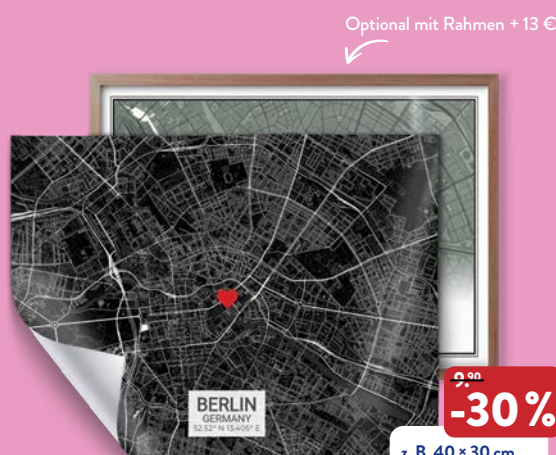 Optional mit Rahmen + 13 €
BERLIN
GERMANY
52.52° N 13.405° E
9.90
-30%
z. B. 40 × 30 cm